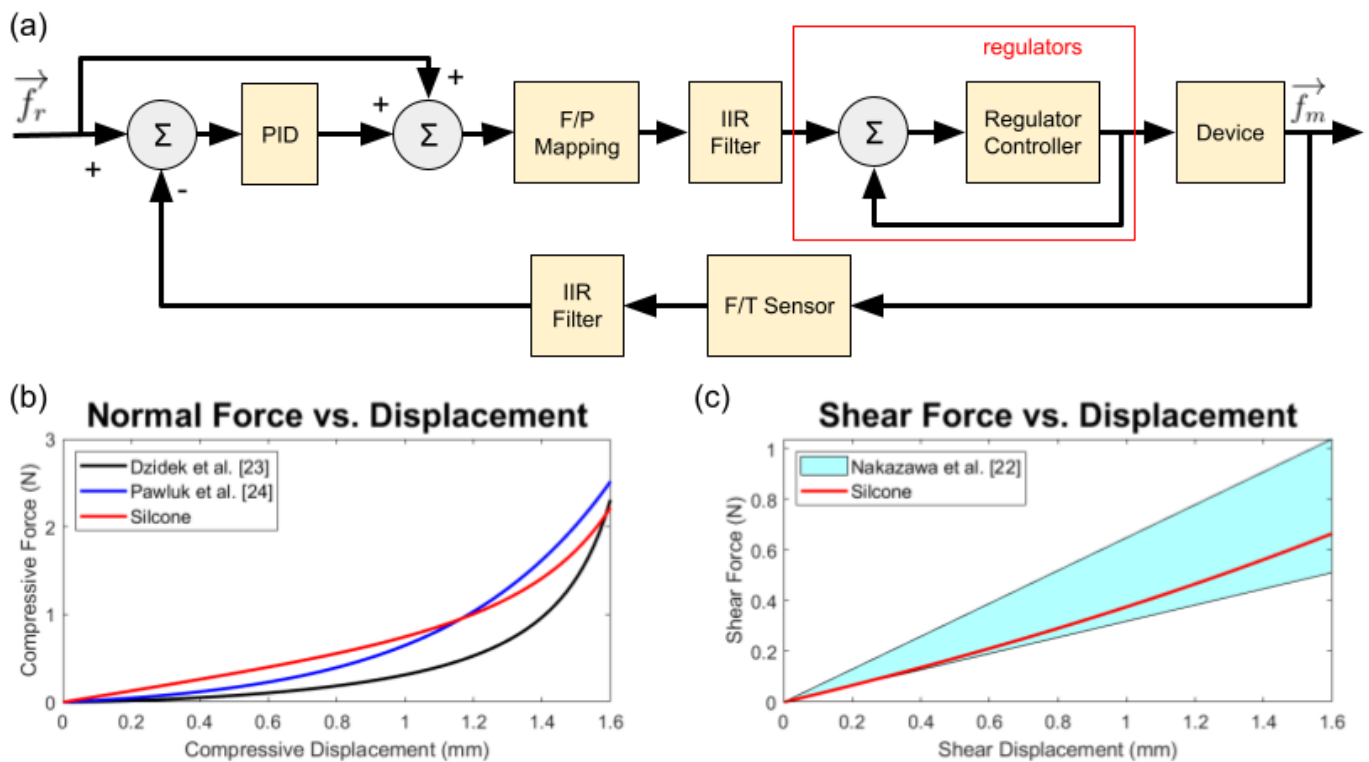 (a)
regulators
+
f_r
+
f_m
Σ
PID
Σ
F/P
Mapping
IIR
Filter
Σ
Regulator
Controller
Device
+
-
IIR
Filter
F/T Sensor
(b)
Normal Force vs. Displacement
3
2
1
0
Compressive Force (N)
Dzidek et al. [23]
Pawluk et al. [24]
Silcone
0 0.2 0.4 0.6 0.8 1 1.2 1.4 1.6
Compressive Displacement (mm)
(c)
Shear Force vs. Displacement
1
0.8
0.6
0.4
0.2
0
Shear Force (N)
Nakazawa et al. [22]
Silcone
0 0.2 0.4 0.6 0.8 1 1.2 1.4 1.6
Shear Displacement (mm)